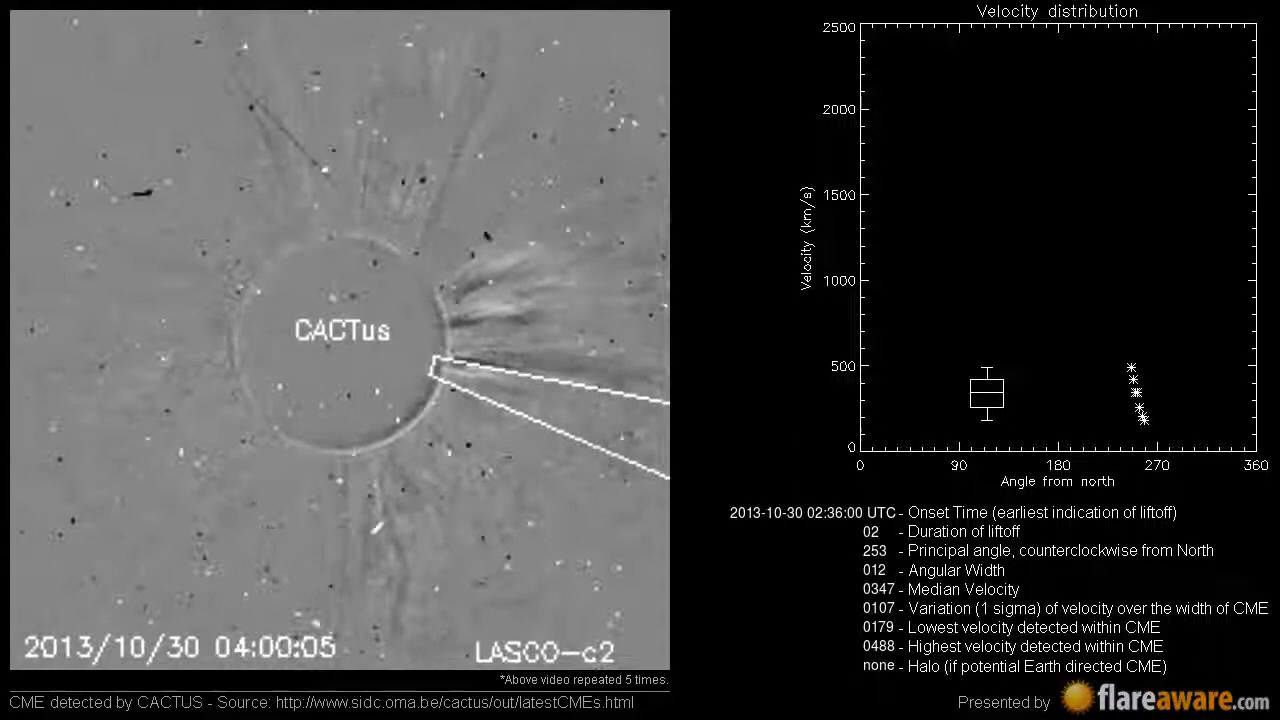 CACTus
2013/10/30 04:00:05
LASCO-c2
*Above video repeated 5 times.
CME detected by CACTUS - Source: http://www.sidc.oma.be/cactus/out/latestCMEs.html
Velocity distribution
Velocity (km/s)
2500
2000
1500
1000
500
0
0 90 180 270 360
Angle from north
2013-10-30 02:36:00 UTC - Onset Time (earliest indication of liftoff)
02 - Duration of liftoff
253 - Principal angle, counterclockwise from North
012 - Angular Width
0347 - Median Velocity
0107 - Variation (1 sigma) of velocity over the width of CME
0179 - Lowest velocity detected within CME
0488 - Highest velocity detected within CME
none - Halo (if potential Earth directed CME)
Presented by flareaware.com